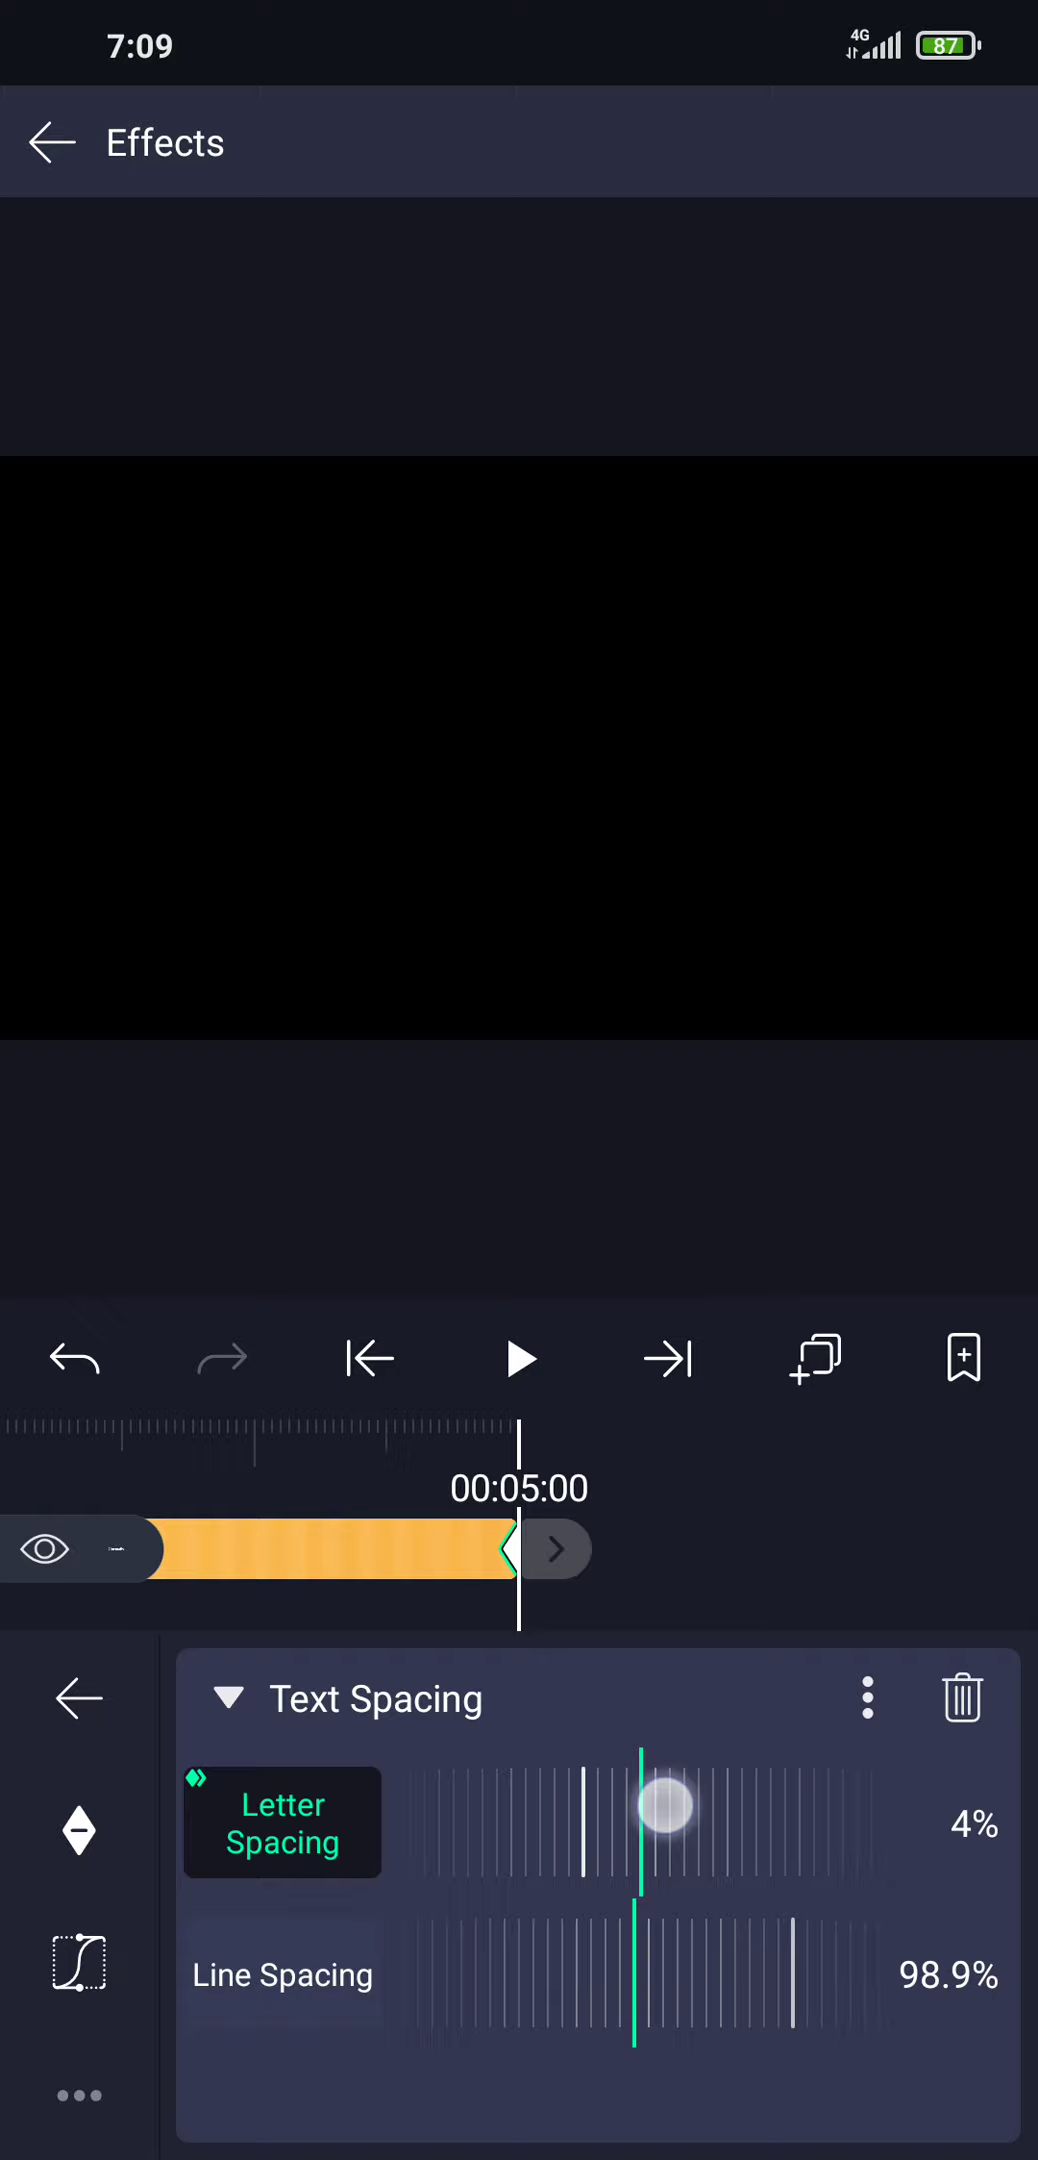 7:09
4G
87
Effects
00:05:00
Text Spacing
Letter
Spacing
4%
Line Spacing
98.9%